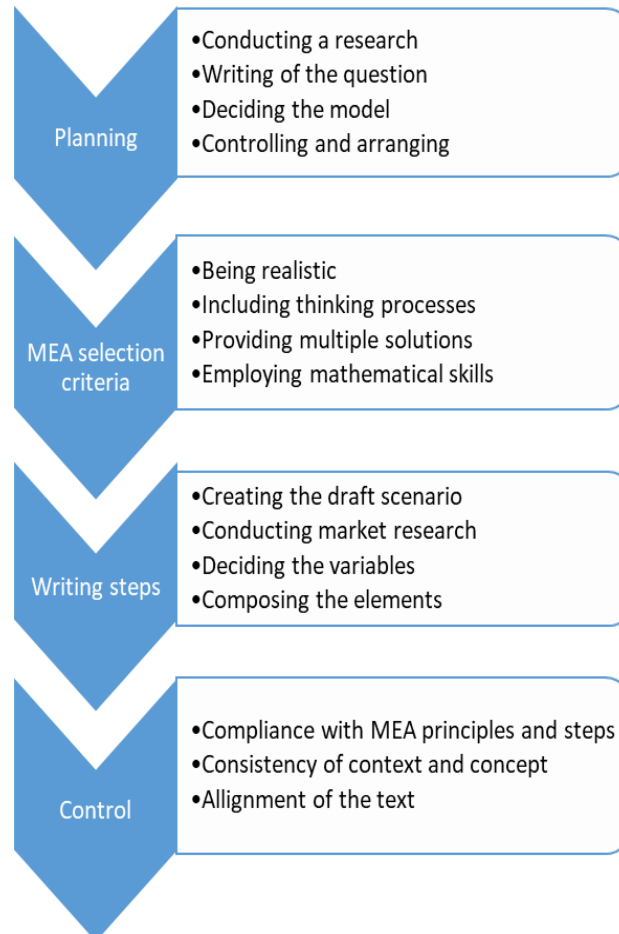 Planning
•Conducting a research
•Writing of the question
•Deciding the model
•Controlling and arranging
MEA selection
criteria
•Being realistic
•Including thinking processes
•Providing multiple solutions
•Employing mathematical skills
Writing steps
•Creating the draft scenario
•Conducting market research
•Deciding the variables
•Composing the elements
Control
•Compliance with MEA principles and steps
•Consistency of context and concept
•Allignment of the text